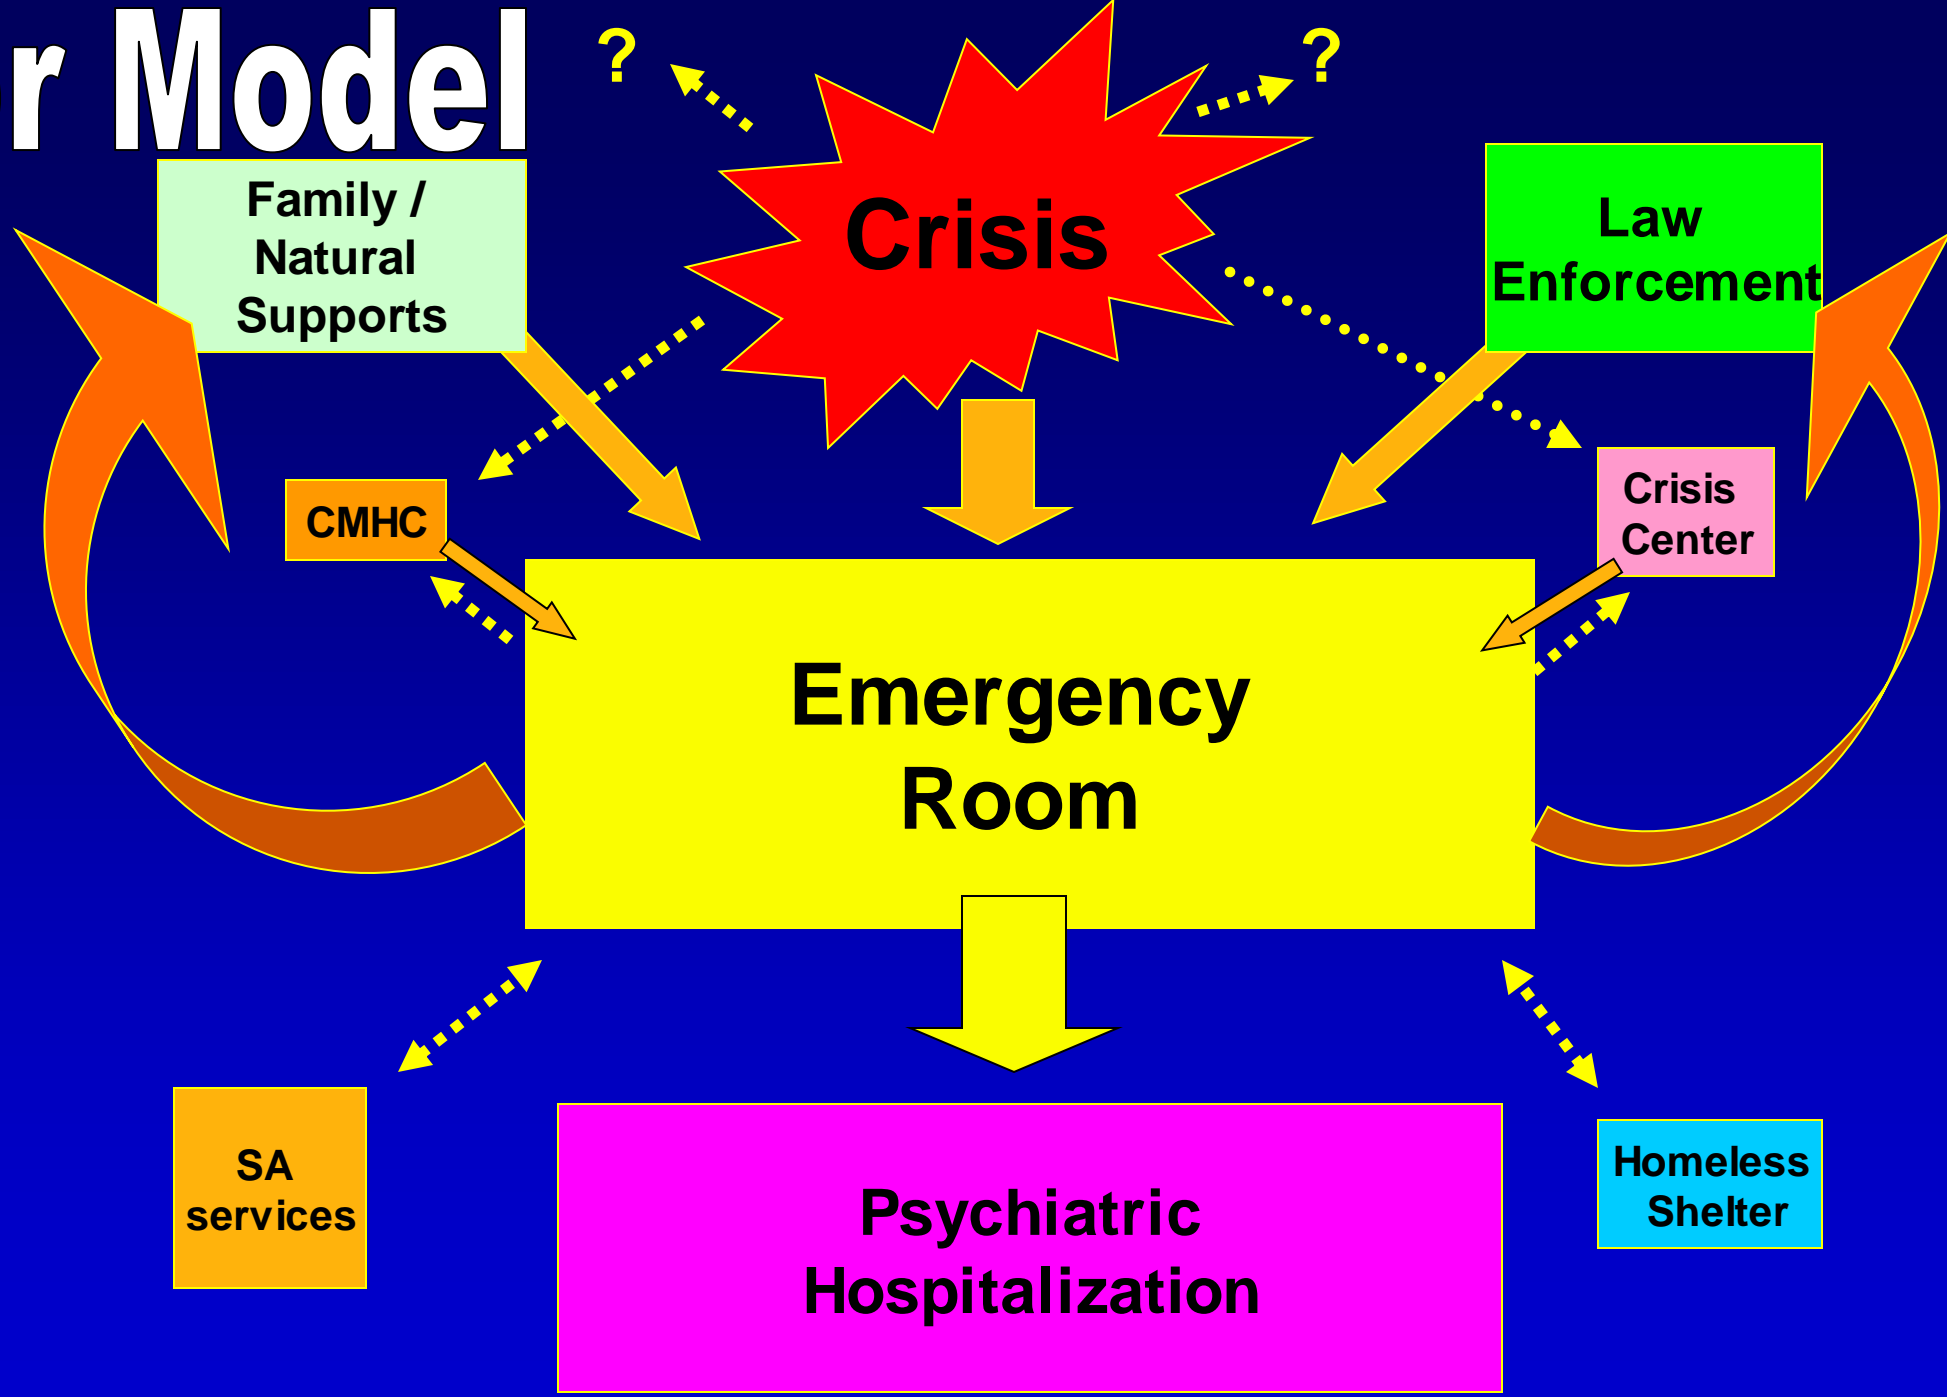 r Model
?
?
Crisis
Family /
Natural
Supports
Law
Enforcement
CMHC
Crisis
Center
Emergency
Room
SA
services
Psychiatric
Hospitalization
Homeless
Shelter